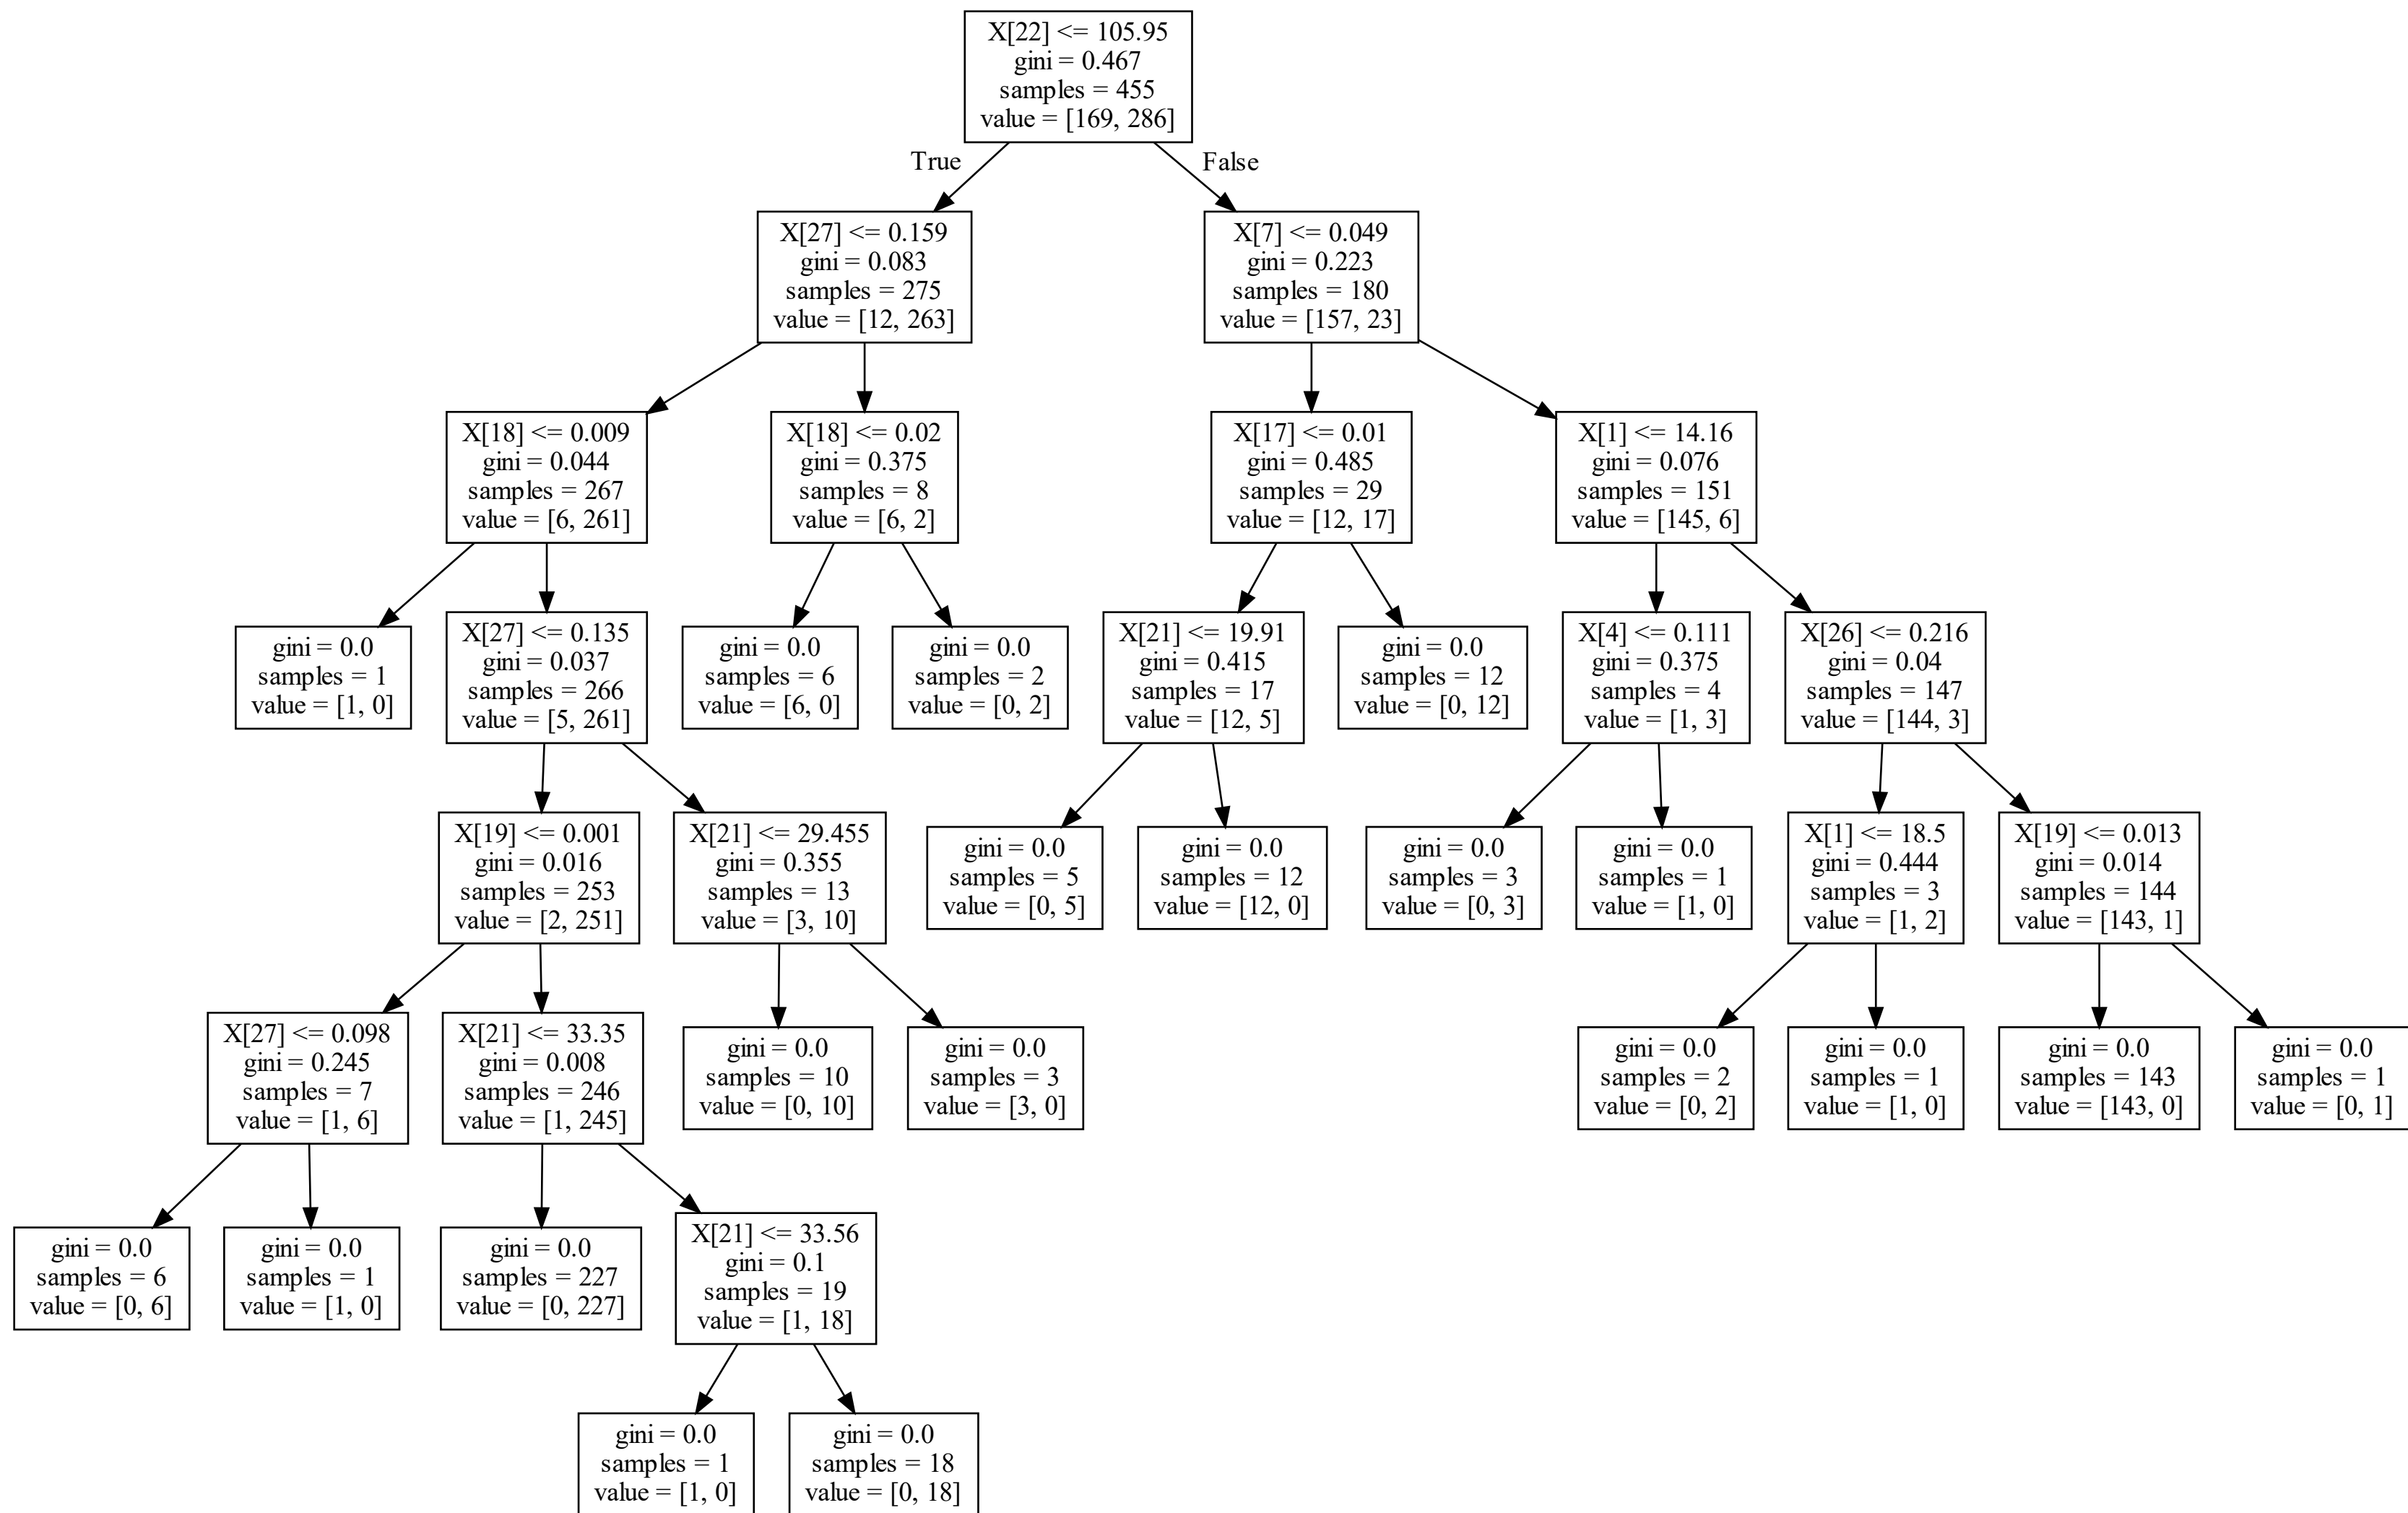 X[22] <= 105.95
gini = 0.467
samples = 455
value = [169, 286]
True
False
X[27] <= 0.159
gini = 0.083
samples = 275
value = [12, 263]
X[7] <= 0.049
gini = 0.223
samples = 180
value = [157, 23]
X[18] <= 0.009
gini = 0.044
samples = 267
value = [6, 261]
X[18] <= 0.02
gini = 0.375
samples = 8
value = [6, 2]
X[17] <= 0.01
gini = 0.485
samples = 29
value = [12, 17]
X[1] <= 14.16
gini = 0.076
samples = 151
value = [145, 6]
gini = 0.0
samples = 1
value = [1, 0]
X[27] <= 0.135
gini = 0.037
samples = 266
value = [5, 261]
gini = 0.0
samples = 6
value = [6, 0]
gini = 0.0
samples = 2
value = [0, 2]
X[21] <= 19.91
gini = 0.415
samples = 17
value = [12, 5]
gini = 0.0
samples = 12
value = [0, 12]
X[4] <= 0.111
gini = 0.375
samples = 4
value = [1, 3]
X[26] <= 0.216
gini = 0.04
samples = 147
value = [144, 3]
X[19] <= 0.001
gini = 0.016
samples = 253
value = [2, 251]
X[21] <= 29.455
gini = 0.355
samples = 13
value = [3, 10]
gini = 0.0
samples = 5
value = [0, 5]
gini = 0.0
samples = 12
value = [12, 0]
gini = 0.0
samples = 3
value = [0, 3]
gini = 0.0
samples = 1
value = [1, 0]
X[1] <= 18.5
gini = 0.444
samples = 3
value = [1, 2]
X[19] <= 0.013
gini = 0.014
samples = 144
value = [143, 1]
X[27] <= 0.098
gini = 0.245
samples = 7
value = [1, 6]
X[21] <= 33.35
gini = 0.008
samples = 246
value = [1, 245]
gini = 0.0
samples = 10
value = [0, 10]
gini = 0.0
samples = 3
value = [3, 0]
gini = 0.0
samples = 2
value = [0, 2]
gini = 0.0
samples = 1
value = [1, 0]
gini = 0.0
samples = 143
value = [143, 0]
gini = 0.0
samples = 1
value = [0, 1]
gini = 0.0
samples = 6
value = [0, 6]
gini = 0.0
samples = 1
value = [1, 0]
gini = 0.0
samples = 227
value = [0, 227]
X[21] <= 33.56
gini = 0.1
samples = 19
value = [1, 18]
gini = 0.0
samples = 1
value = [1, 0]
gini = 0.0
samples = 18
value = [0, 18]